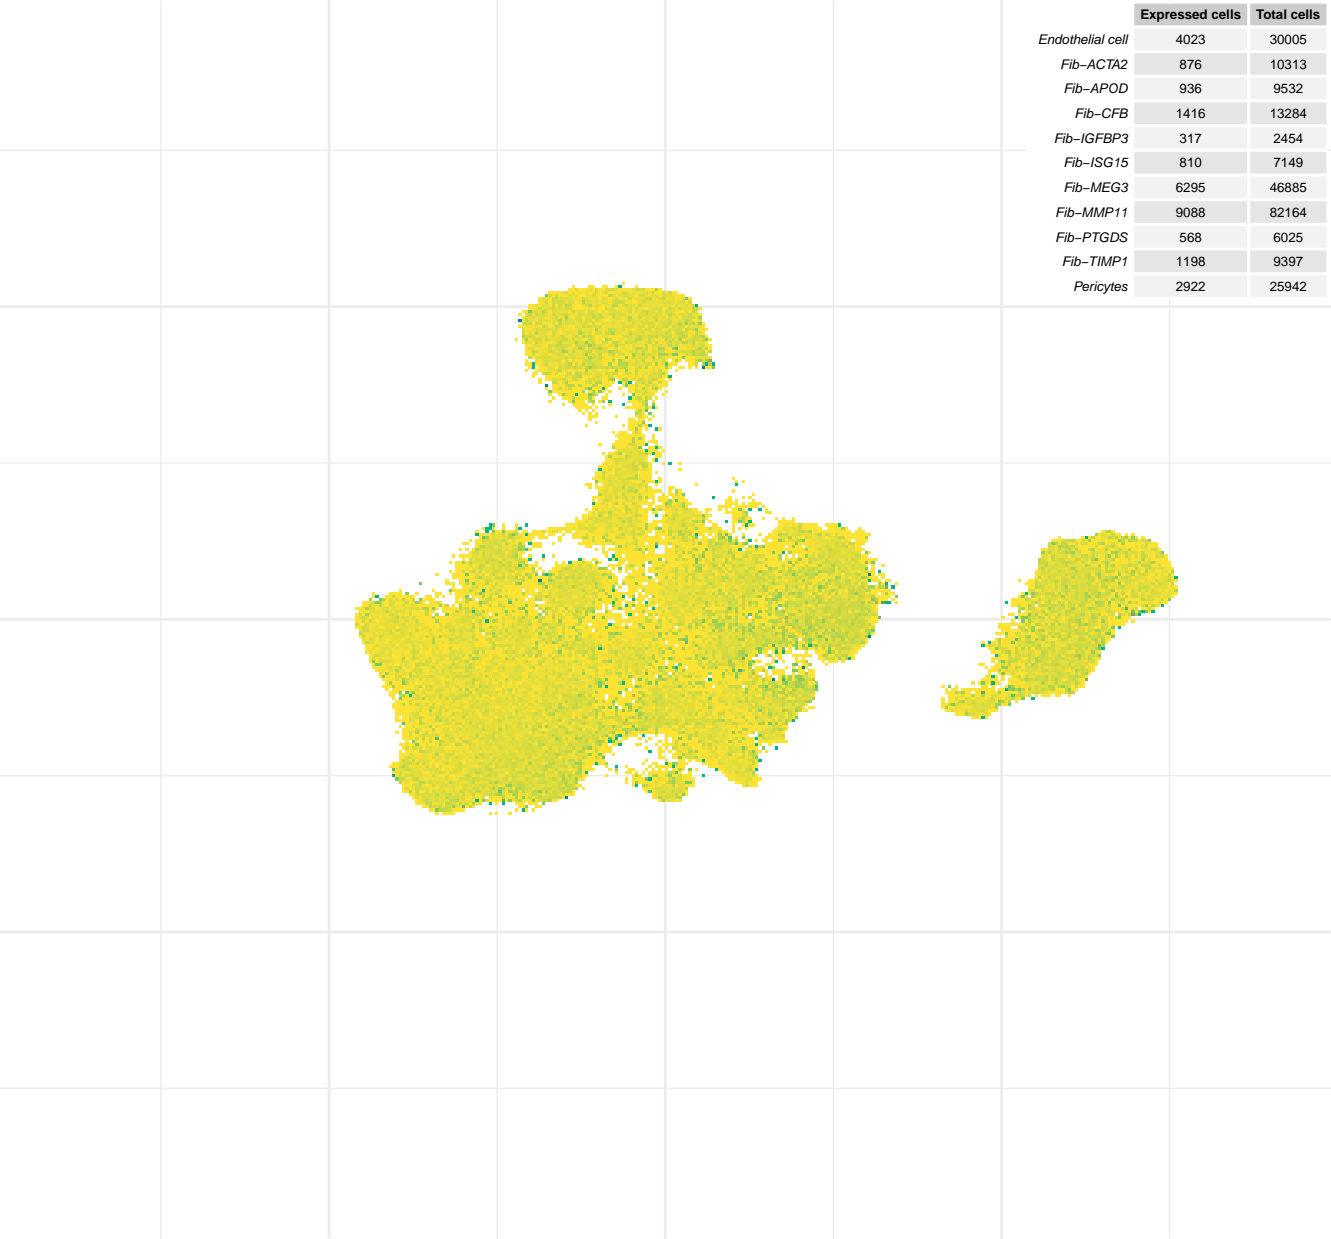 Expressed cells Total cells
Endothelial cell 4023 30005
Fib−ACTA2 876 10313
Fib−APOD 936 9532
Fib−CFB 1416 13284
Fib−IGFBP3 317 2454
Fib−ISG15 810 7149
Fib−MEG3 6295 46885
Fib−MMP11 9088 82164
Fib−PTGDS 568 6025
Fib−TIMP1 1198 9397
Pericytes 2922 25942